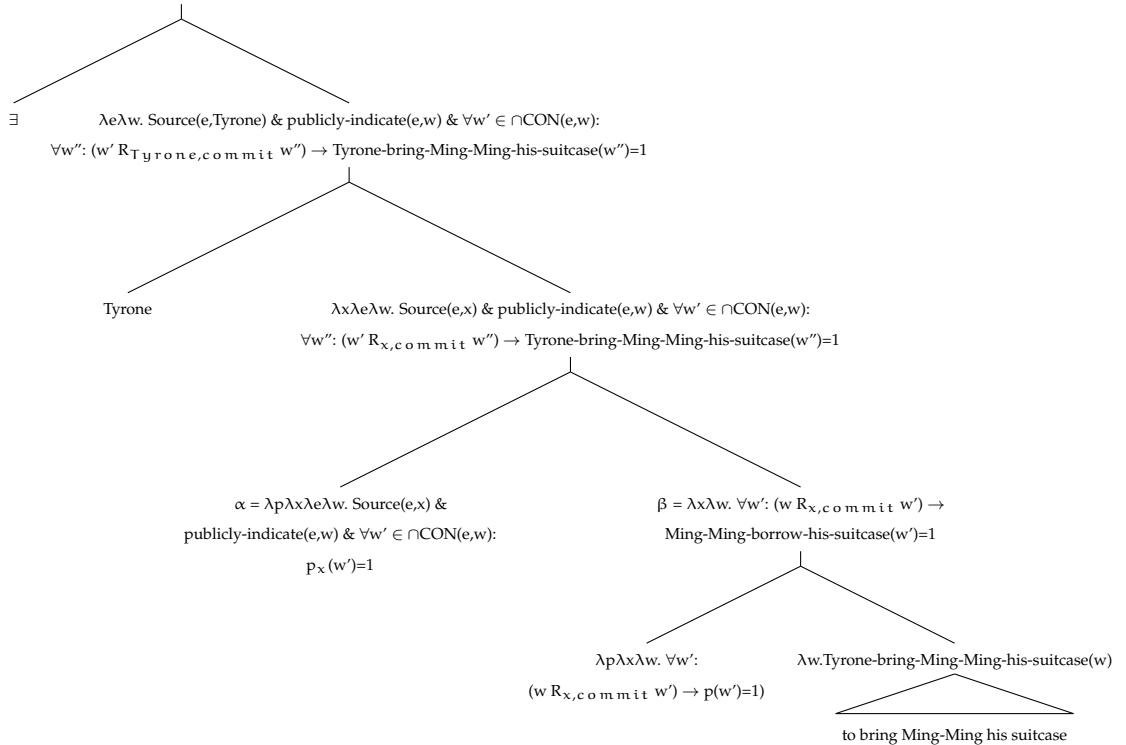 ∃
λeλw. Source(e,Tyrone) & publicly-indicate(e,w) & ∀w' ∈ ∩CON(e,w):
∀w”: (w' R_Tyrone,commit w”) → Tyrone-bring-Ming-Ming-his-suitcase(w”)=1
Tyrone
λxλeλw. Source(e,x) & publicly-indicate(e,w) & ∀w' ∈ ∩CON(e,w):
∀w”: (w' R_x,commit w”) → Tyrone-bring-Ming-Ming-his-suitcase(w”)=1
α = λpλxλeλw. Source(e,x) &
publicly-indicate(e,w) & ∀w' ∈ ∩CON(e,w):
p_x(w')=1
β = λxλw. ∀w': (w R_x,commit w') →
Ming-Ming-borrow-his-suitcase(w')=1
λpλxλw. ∀w':
(w R_x,commit w') → p(w'=1)
λw.Tyrone-bring-Ming-Ming-his-suitcase(w)
to bring Ming-Ming his suitcase